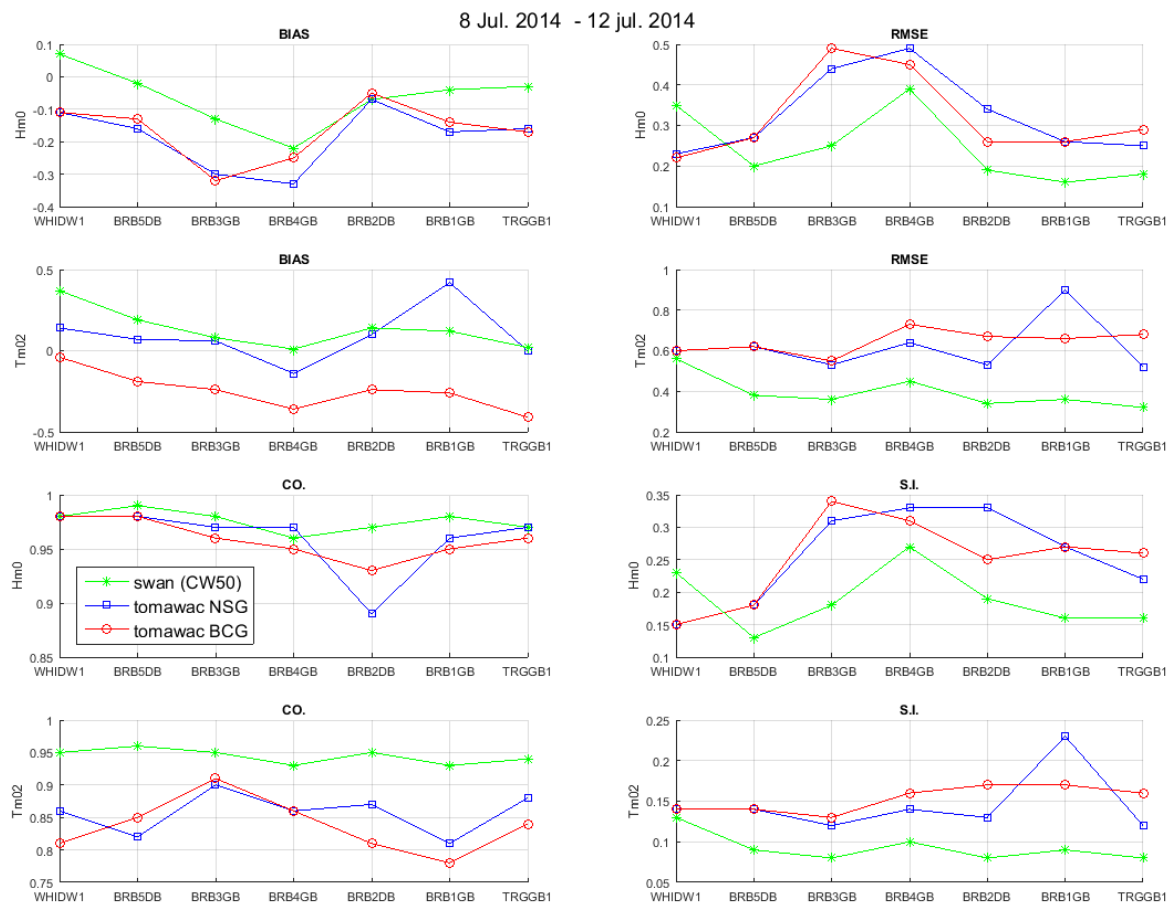 8 Jul. 2014 - 12 jul. 2014
BIAS
Hm0
0.1
0
-0.1
-0.2
-0.3
-0.4
WHIDW1 BRB5DB BRB3GB BRB4GB BRB2DB BRB1GB TRGGB1
RMSE
Hm0
0.5
0.4
0.3
0.2
0.1
WHIDW1 BRB5DB BRB3GB BRB4GB BRB2DB BRB1GB TRGGB1
BIAS
Tm02
0.5
0
-0.5
WHIDW1 BRB5DB BRB3GB BRB4GB BRB2DB BRB1GB TRGGB1
RMSE
Tm02
1
0.8
0.6
0.4
0.2
WHIDW1 BRB5DB BRB3GB BRB4GB BRB2DB BRB1GB TRGGB1
CO.
Hm0
1
0.95
0.9
0.85
swan (CW50)
tomawac NSG
tomawac BCG
WHIDW1 BRB5DB BRB3GB BRB4GB BRB2DB BRB1GB TRGGB1
S.I.
Hm0
0.35
0.3
0.25
0.2
0.15
0.1
WHIDW1 BRB5DB BRB3GB BRB4GB BRB2DB BRB1GB TRGGB1
CO.
Tm02
1
0.95
0.9
0.85
0.8
0.75
WHIDW1 BRB5DB BRB3GB BRB4GB BRB2DB BRB1GB TRGGB1
S.I.
Tm02
0.25
0.2
0.15
0.1
0.05
WHIDW1 BRB5DB BRB3GB BRB4GB BRB2DB BRB1GB TRGGB1